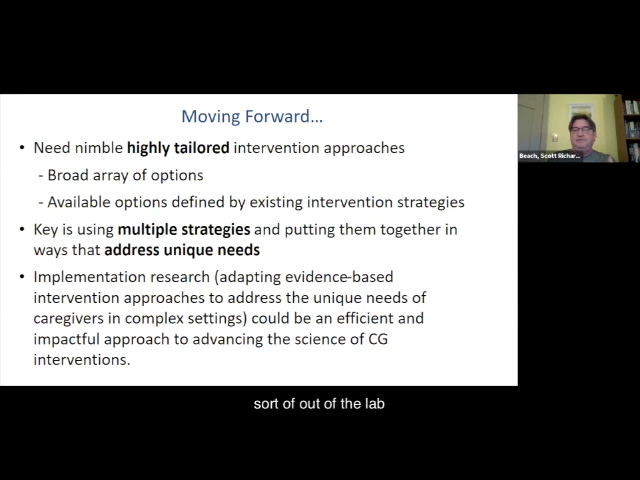 Moving Forward…
• Need nimble highly tailored intervention approaches
- Broad array of options
- Available options defined by existing intervention strategies
• Key is using multiple strategies and putting them together in
ways that address unique needs
• Implementation research (adapting evidence-based
intervention approaches to address the unique needs of
caregivers in complex settings) could be an efficient and
impactful approach to advancing the science of CG
interventions.
Beach, Scott Richar...
sort of out of the lab